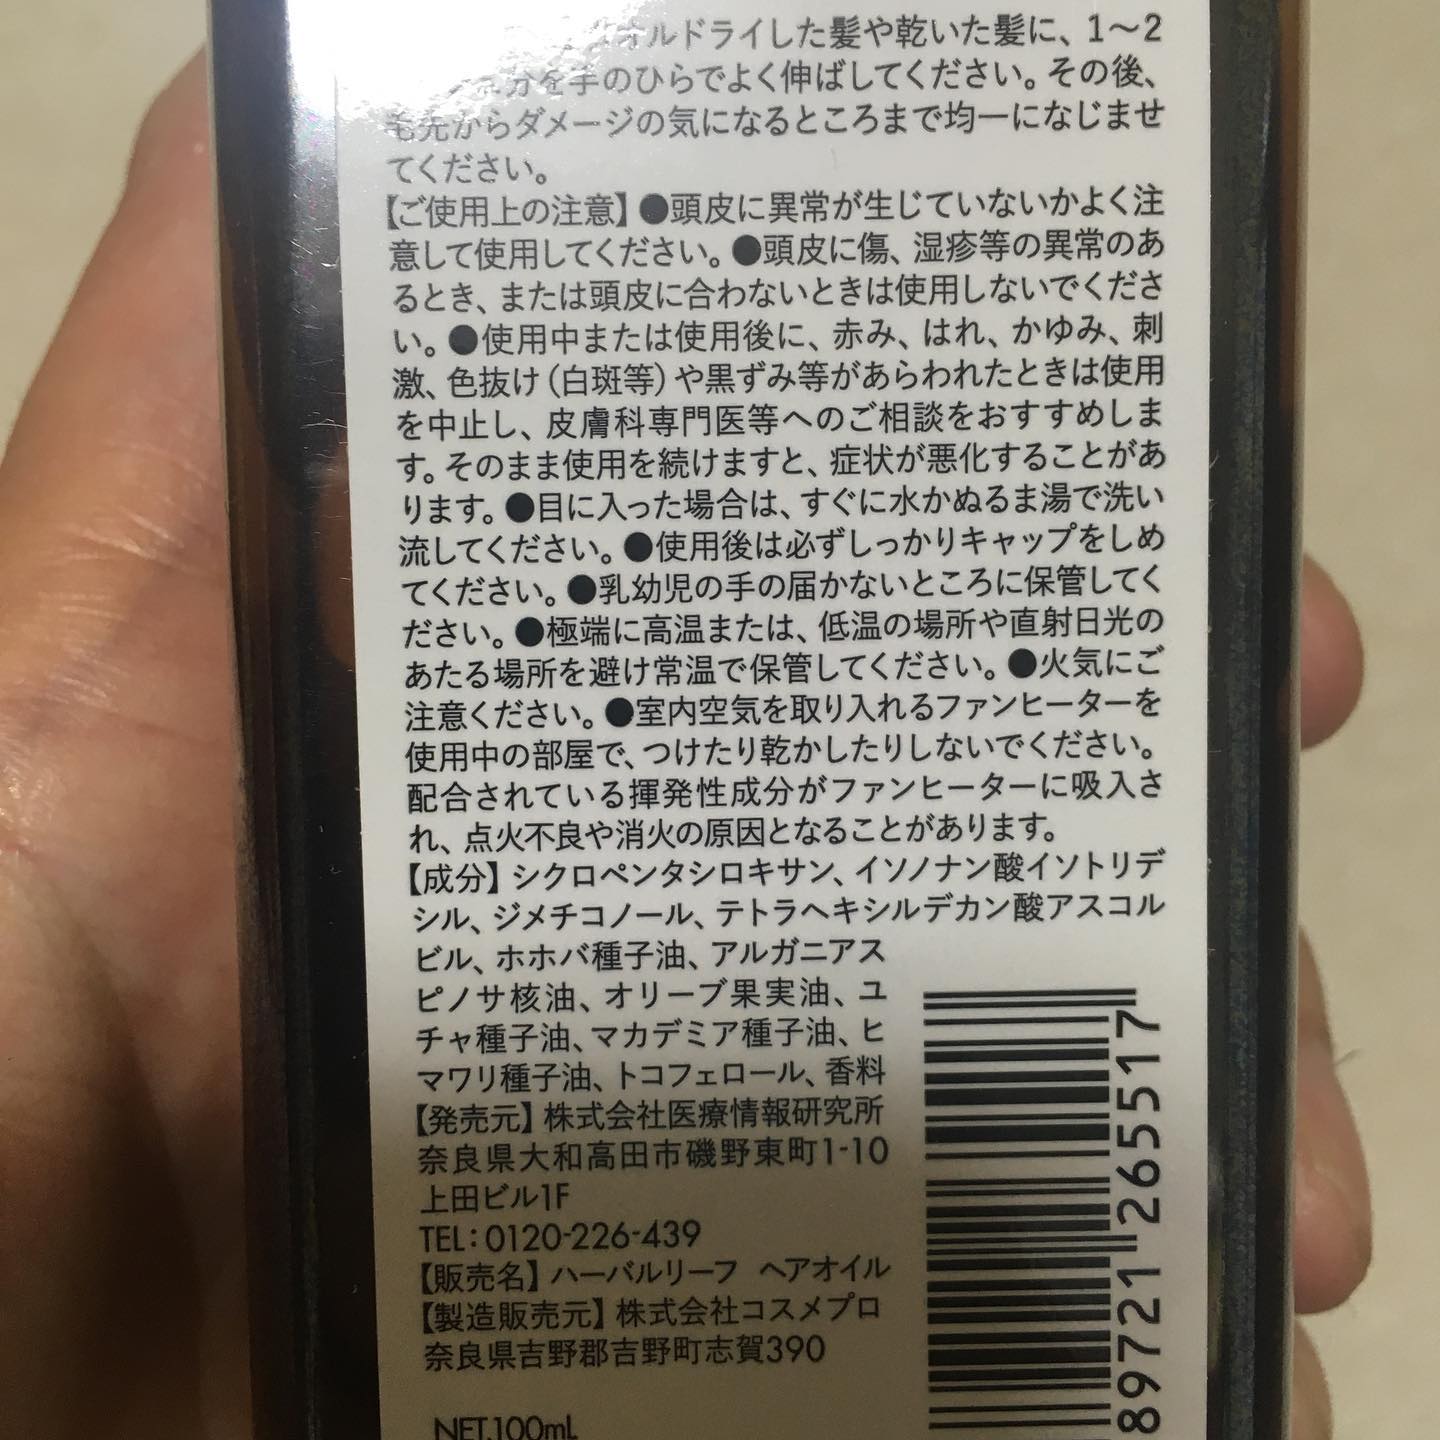 オルドライした髪や乾いた髪に、1〜2
分を手のひらでよく伸ばしてください。その後、
毛先からダメージの気になるところまで均一になじませ
てください。
【ご使用上の注意】●頭皮に異常が生じていないかよく注
意して使用してください。●頭皮に傷、湿疹等の異常のあ
るとき、または頭皮に合わないときは使用しないでくださ
い。●使用中または使用後に、赤み、はれ、かゆみ、刺
激、色抜け（白斑等）や黒ずみ等があらわれたときは使用
を中止し、皮膚科専門医等へのご相談をおすすめしま
す。そのまま使用を続けますと、症状が悪化することがあ
ります。●目に入った場合は、すぐに水かぬるま湯で洗い
流してください。●使用後は必ずしっかりキャップをしめ
てください。●乳幼児の手の届かないところに保管してく
ださい。●極端に高温または、低温の場所や直射日光の
あたる場所を避け常温で保管してください。●火気にご
注意ください。●室内空気を取り入れるファンヒーターを
使用中の部屋で、つけたり乾かしたりしないでください。
配合されている揮発性成分がファンヒーターに吸入さ
れ、点火不良や消火の原因となることがあります。
【成分】シクロペンタシロキサン、イソノナン酸イソトリデ
シル、ジメチコノール、テトラヘキシルデカン酸アスコル
ビル、ホホバ種子油、アルガニアス
ピノサ核油、オリーブ果実油、ユ
チャ種子油、マカデミア種子油、ヒ
マワリ種子油、トコフェロール、香料
【発売元】株式会社医療情報研究所
奈良県大和高田市磯野東町1-10
上田ビル1F
TEL：0120-226-439
【販売名】ハーバルリーフ ヘアオイル
【製造販売元】株式会社コスメプロ
奈良県吉野郡吉野町志賀390
NET.100mL
89721 265517